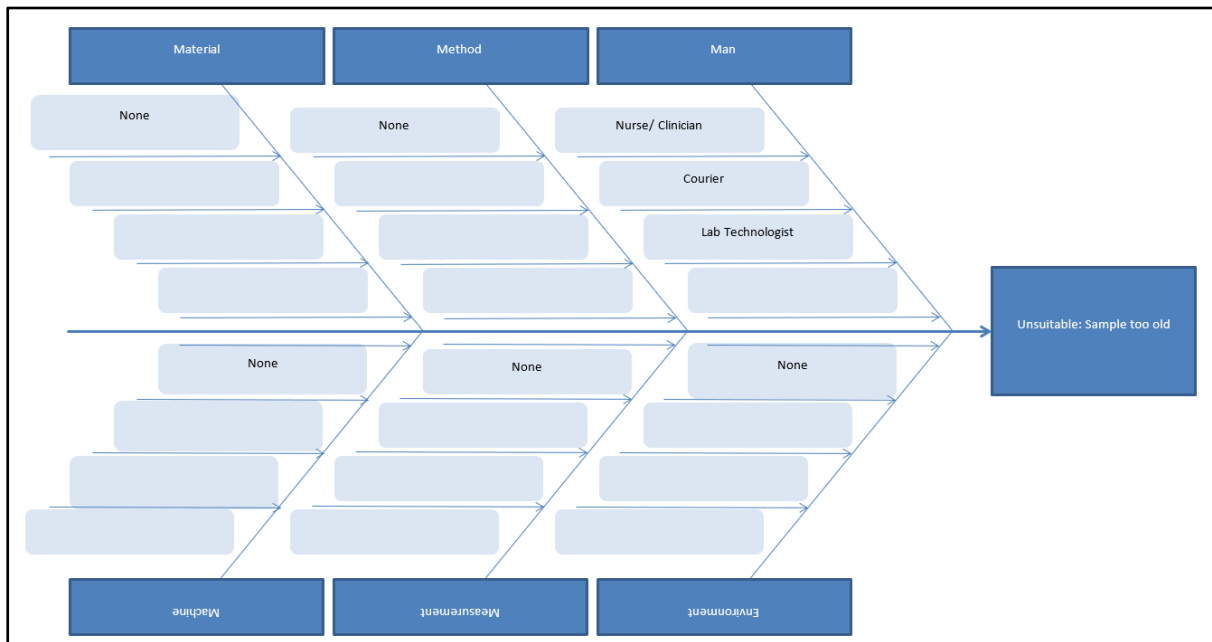 Material
Method
Man
None
None
Nurse/ Clinician
Courier
Lab Technologist
Unsuitable: Sample too old
None
None
None
Machine
Measurement
Environment